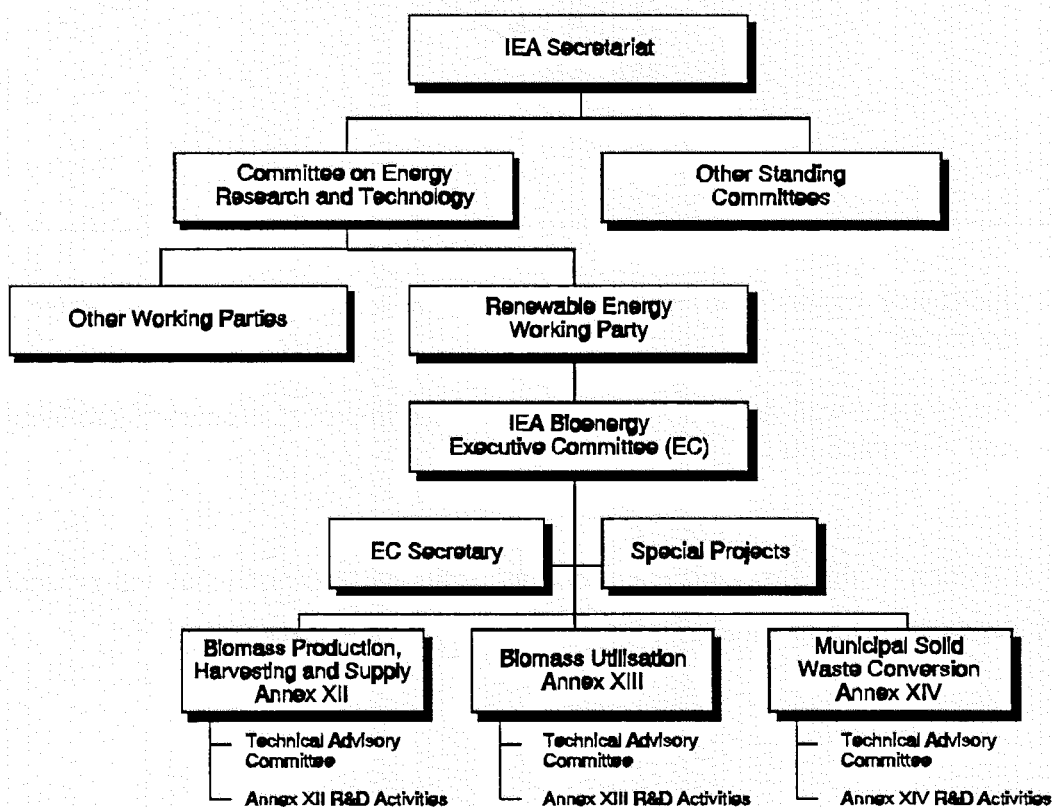 IEA Secretariat
Committee on Energy
Research and Technology
Other Standing
Committees
Other Working Parties
Renewable Energy
Working Party
IEA Bioenergy
Executive Committee (EC)
EC Secretary
Special Projects
Biomass Production,
Harvesting and Supply
Annex XII
Biomass Utilisation
Annex XIII
Municipal Solid
Waste Conversion
Annex XIV
Technical Advisory
Committee
Annex XII R&D Activities
Technical Advisory
Committee
Annex XIII R&D Activities
Technical Advisory
Committee
Annex XIV R&D Activities